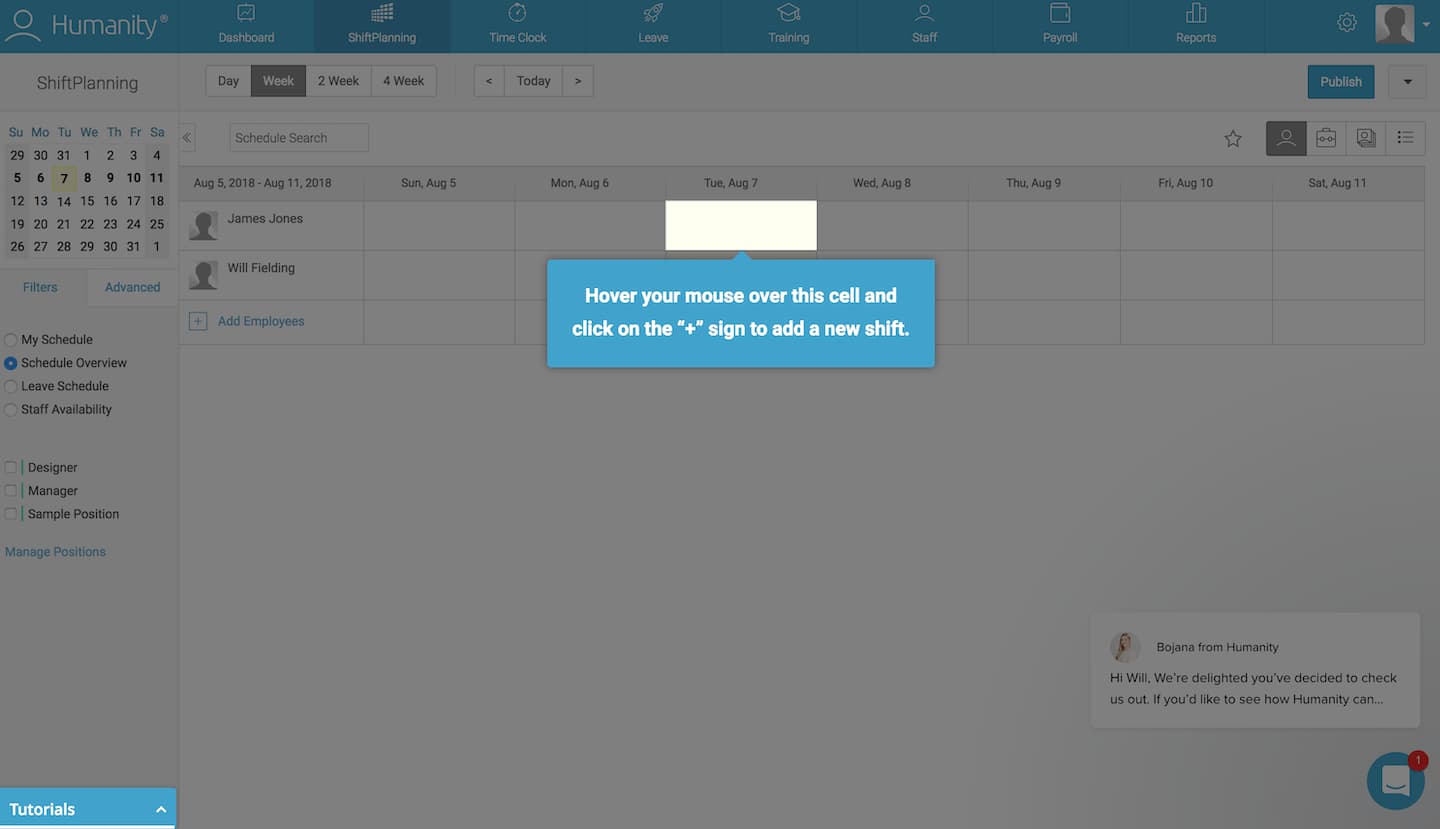 Humanity®
Dashboard
ShiftPlanning
Time Clock
Leave
Training
Staff
Payroll
Reports
ShiftPlanning
Day Week 2 Week 4 Week < Today >
Publish
Su Mo Tu We Th Fr Sa
29 30 31 1 2 3 4
5 6 7 8 9 10 11
12 13 14 15 16 17 18
19 20 21 22 23 24 25
26 27 28 29 30 31 1
Schedule Search
Aug 5, 2018 - Aug 11, 2018 Sun, Aug 5 Mon, Aug 6 Tue, Aug 7 Wed, Aug 8 Thu, Aug 9 Fri, Aug 10 Sat, Aug 11
James Jones
Will Fielding
+ Add Employees
Hover your mouse over this cell and
click on the “+” sign to add a new shift.
Filters Advanced
My Schedule
Schedule Overview
Leave Schedule
Staff Availability
Designer
Manager
Sample Position
Manage Positions
Bojana from Humanity
Hi Will, We’re delighted you’ve decided to check
us out. If you’d like to see how Humanity can...
1
Tutorials